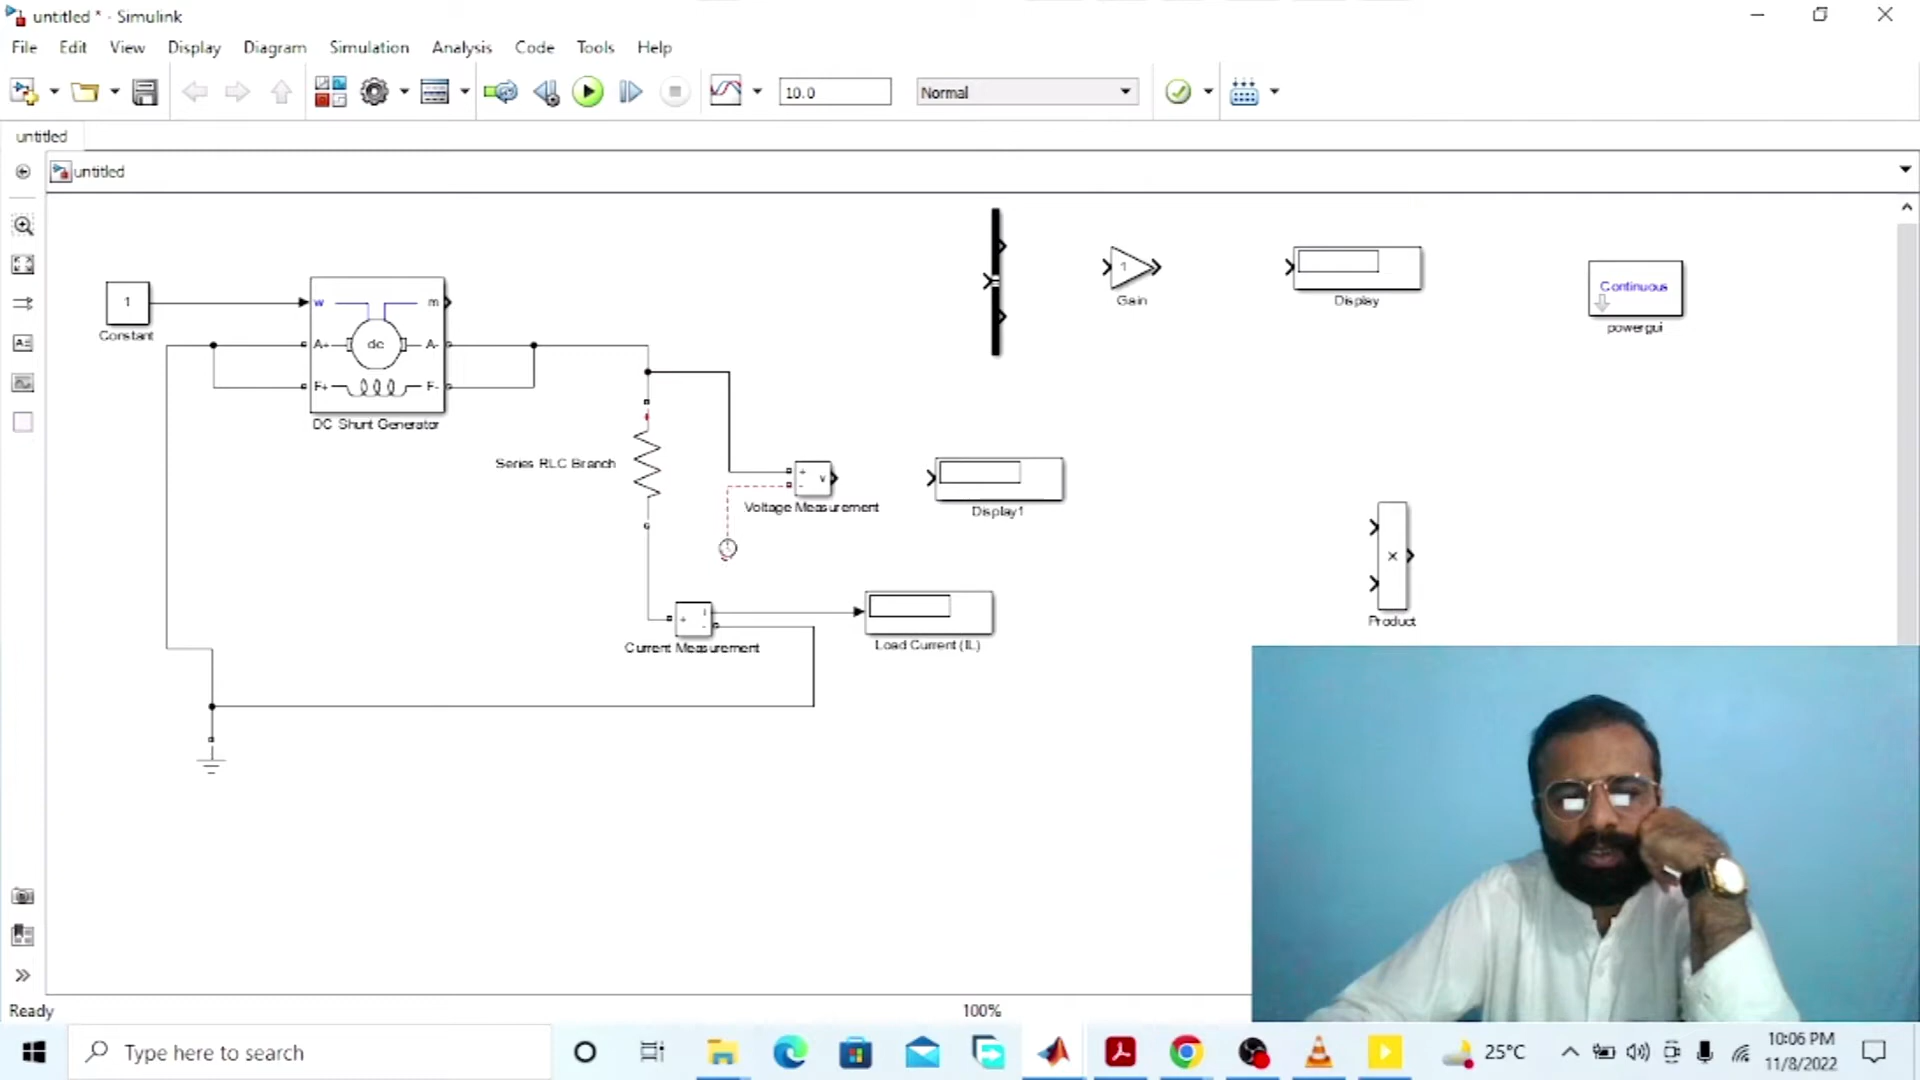 untitled * - Simulink
File Edit View Display Diagram Simulation Analysis Code Tools Help
10.0 Normal
untitled
untitled
1
Constant
w m
A+ dc A-
F+ F-
DC Shunt Generator
Series RLC Branch
+ v
-
Voltage Measurement
Display1
+ i
-
Current Measurement
Load Current (IL)
1
Gain
Display
Continuous
powergui
×
Product
Ready 100%
Type here to search
25°C
10:06 PM
11/8/2022